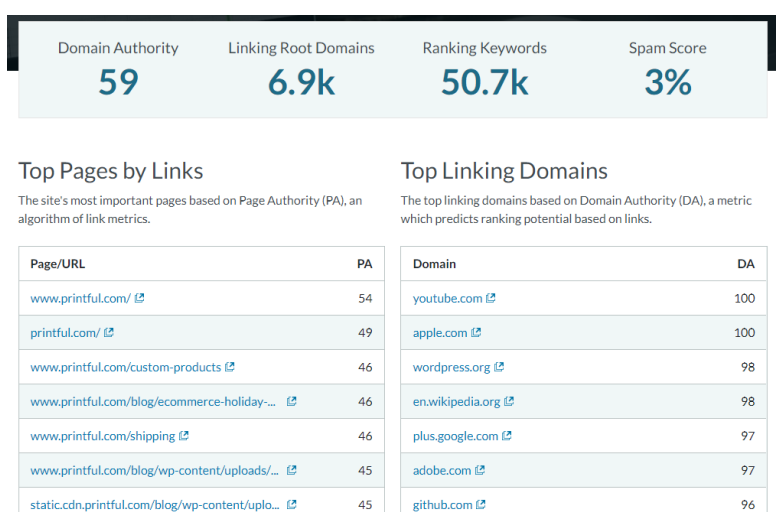 Domain Authority
59
Linking Root Domains
6.9k
Ranking Keywords
50.7k
Spam Score
3%
Top Pages by Links
The site's most important pages based on Page Authority (PA), an
algorithm of link metrics.
Page/URL PA
www.printful.com/ 54
printful.com/ 49
www.printful.com/custom-products 46
www.printful.com/blog/ecommerce-holiday-... 46
www.printful.com/shipping 46
www.printful.com/blog/wp-content/uploads/... 45
static.cdn.printful.com/blog/wp-content/uplo... 45
Top Linking Domains
The top linking domains based on Domain Authority (DA), a metric
which predicts ranking potential based on links.
Domain DA
youtube.com 100
apple.com 100
wordpress.org 98
en.wikipedia.org 98
plus.google.com 97
adobe.com 97
github.com 96